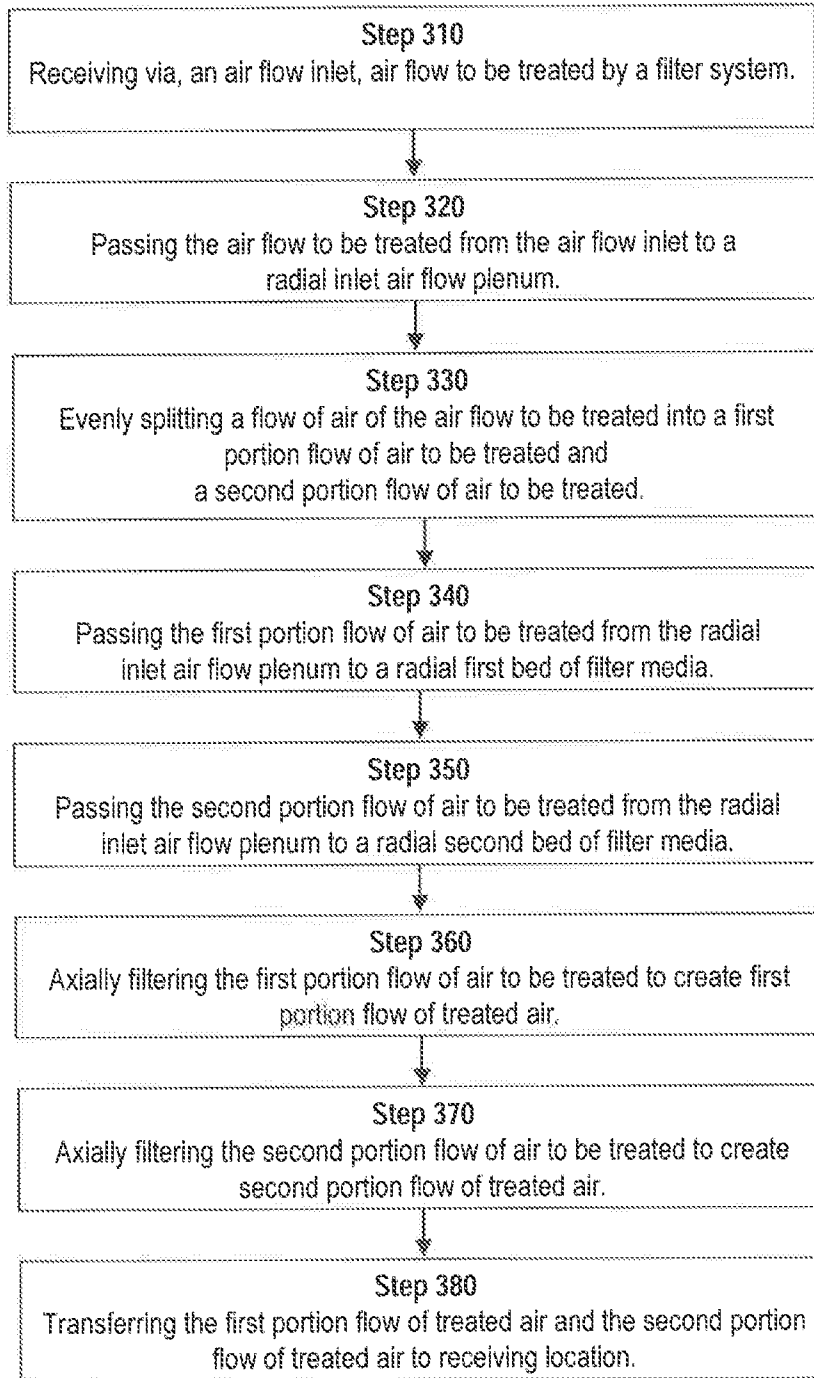 Step 310
Receiving via, an air flow inlet, air flow to be treated by a filter system.
Step 320
Passing the air flow to be treated from the air flow inlet to a
radial inlet air flow plenum.
Step 330
Evenly splitting a flow of air of the air flow to be treated into a first
portion flow of air to be treated and
a second portion flow of air to be treated.
Step 340
Passing the first portion flow of air to be treated from the radial
inlet air flow plenum to a radial first bed of filter media.
Step 350
Passing the second portion flow of air to be treated from the radial
inlet air flow plenum to a radial second bed of filter media.
Step 360
Axially filtering the first portion flow of air to be treated to create first
portion flow of treated air.
Step 370
Axially filtering the second portion flow of air to be treated to create
second portion flow of treated air.
Step 380
Transferring the first portion flow of treated air and the second portion
flow of treated air to receiving location.